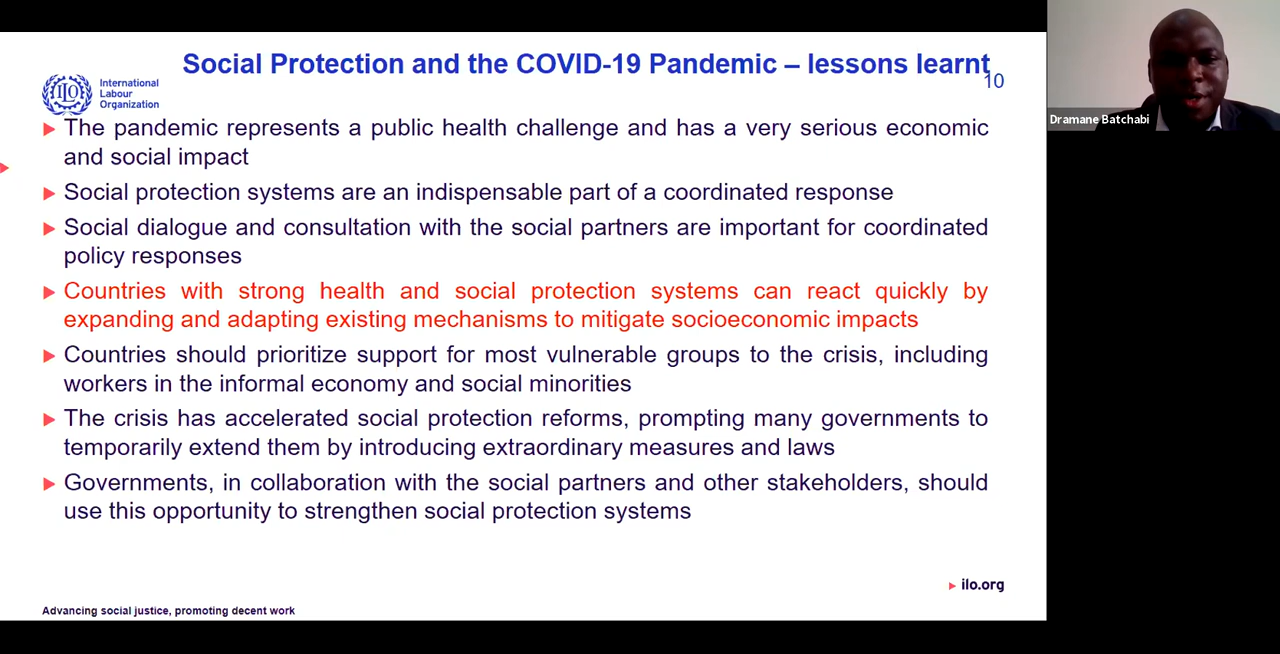 Social Protection and the COVID-19 Pandemic – lessons learnt
10
ILO
International
Labour
Organization
The pandemic represents a public health challenge and has a very serious economic
and social impact
Social protection systems are an indispensable part of a coordinated response
Social dialogue and consultation with the social partners are important for coordinated
policy responses
Countries with strong health and social protection systems can react quickly by
expanding and adapting existing mechanisms to mitigate socioeconomic impacts
Countries should prioritize support for most vulnerable groups to the crisis, including
workers in the informal economy and social minorities
The crisis has accelerated social protection reforms, prompting many governments to
temporarily extend them by introducing extraordinary measures and laws
Governments, in collaboration with the social partners and other stakeholders, should
use this opportunity to strengthen social protection systems
ilo.org
Advancing social justice, promoting decent work
Dramane Batchabi